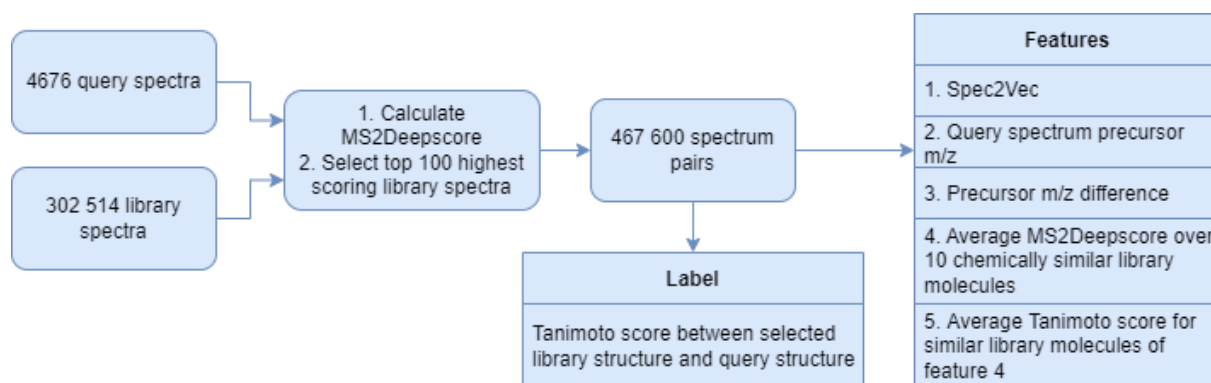 4676 query spectra
302 514 library
spectra
1. Calculate
MS2Deepscore
2. Select top 100 highest
scoring library spectra
467 600 spectrum
pairs
Label
Tanimoto score between selected
library structure and query structure
Features
1. Spec2Vec
2. Query spectrum precursor
m/z
3. Precursor m/z difference
4. Average MS2Deepscore over
10 chemically similar library
molecules
5. Average Tanimoto score for
similar library molecules of
feature 4